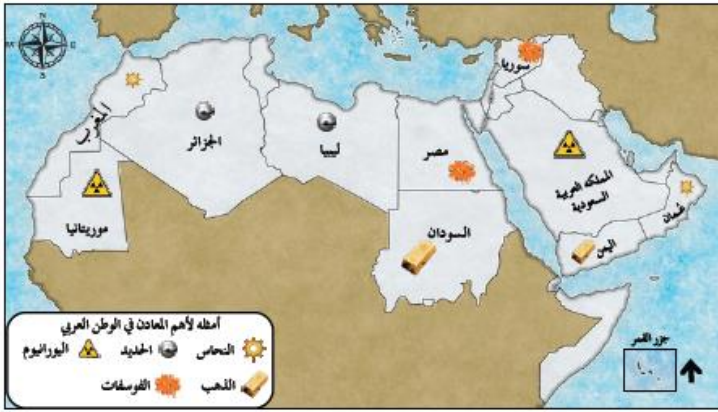 N
W
E
S
سوريا
المغرب
الجزائر
ليبيا
مصر
المملكة العربية
السعودية
عُمان
موريتانيا
السودان
اليمن
أمثله لأهم المعادن في الوطن العربي
النحاس
الحديد
اليورانيوم
الذهب
الفوسفات
جزر القمر